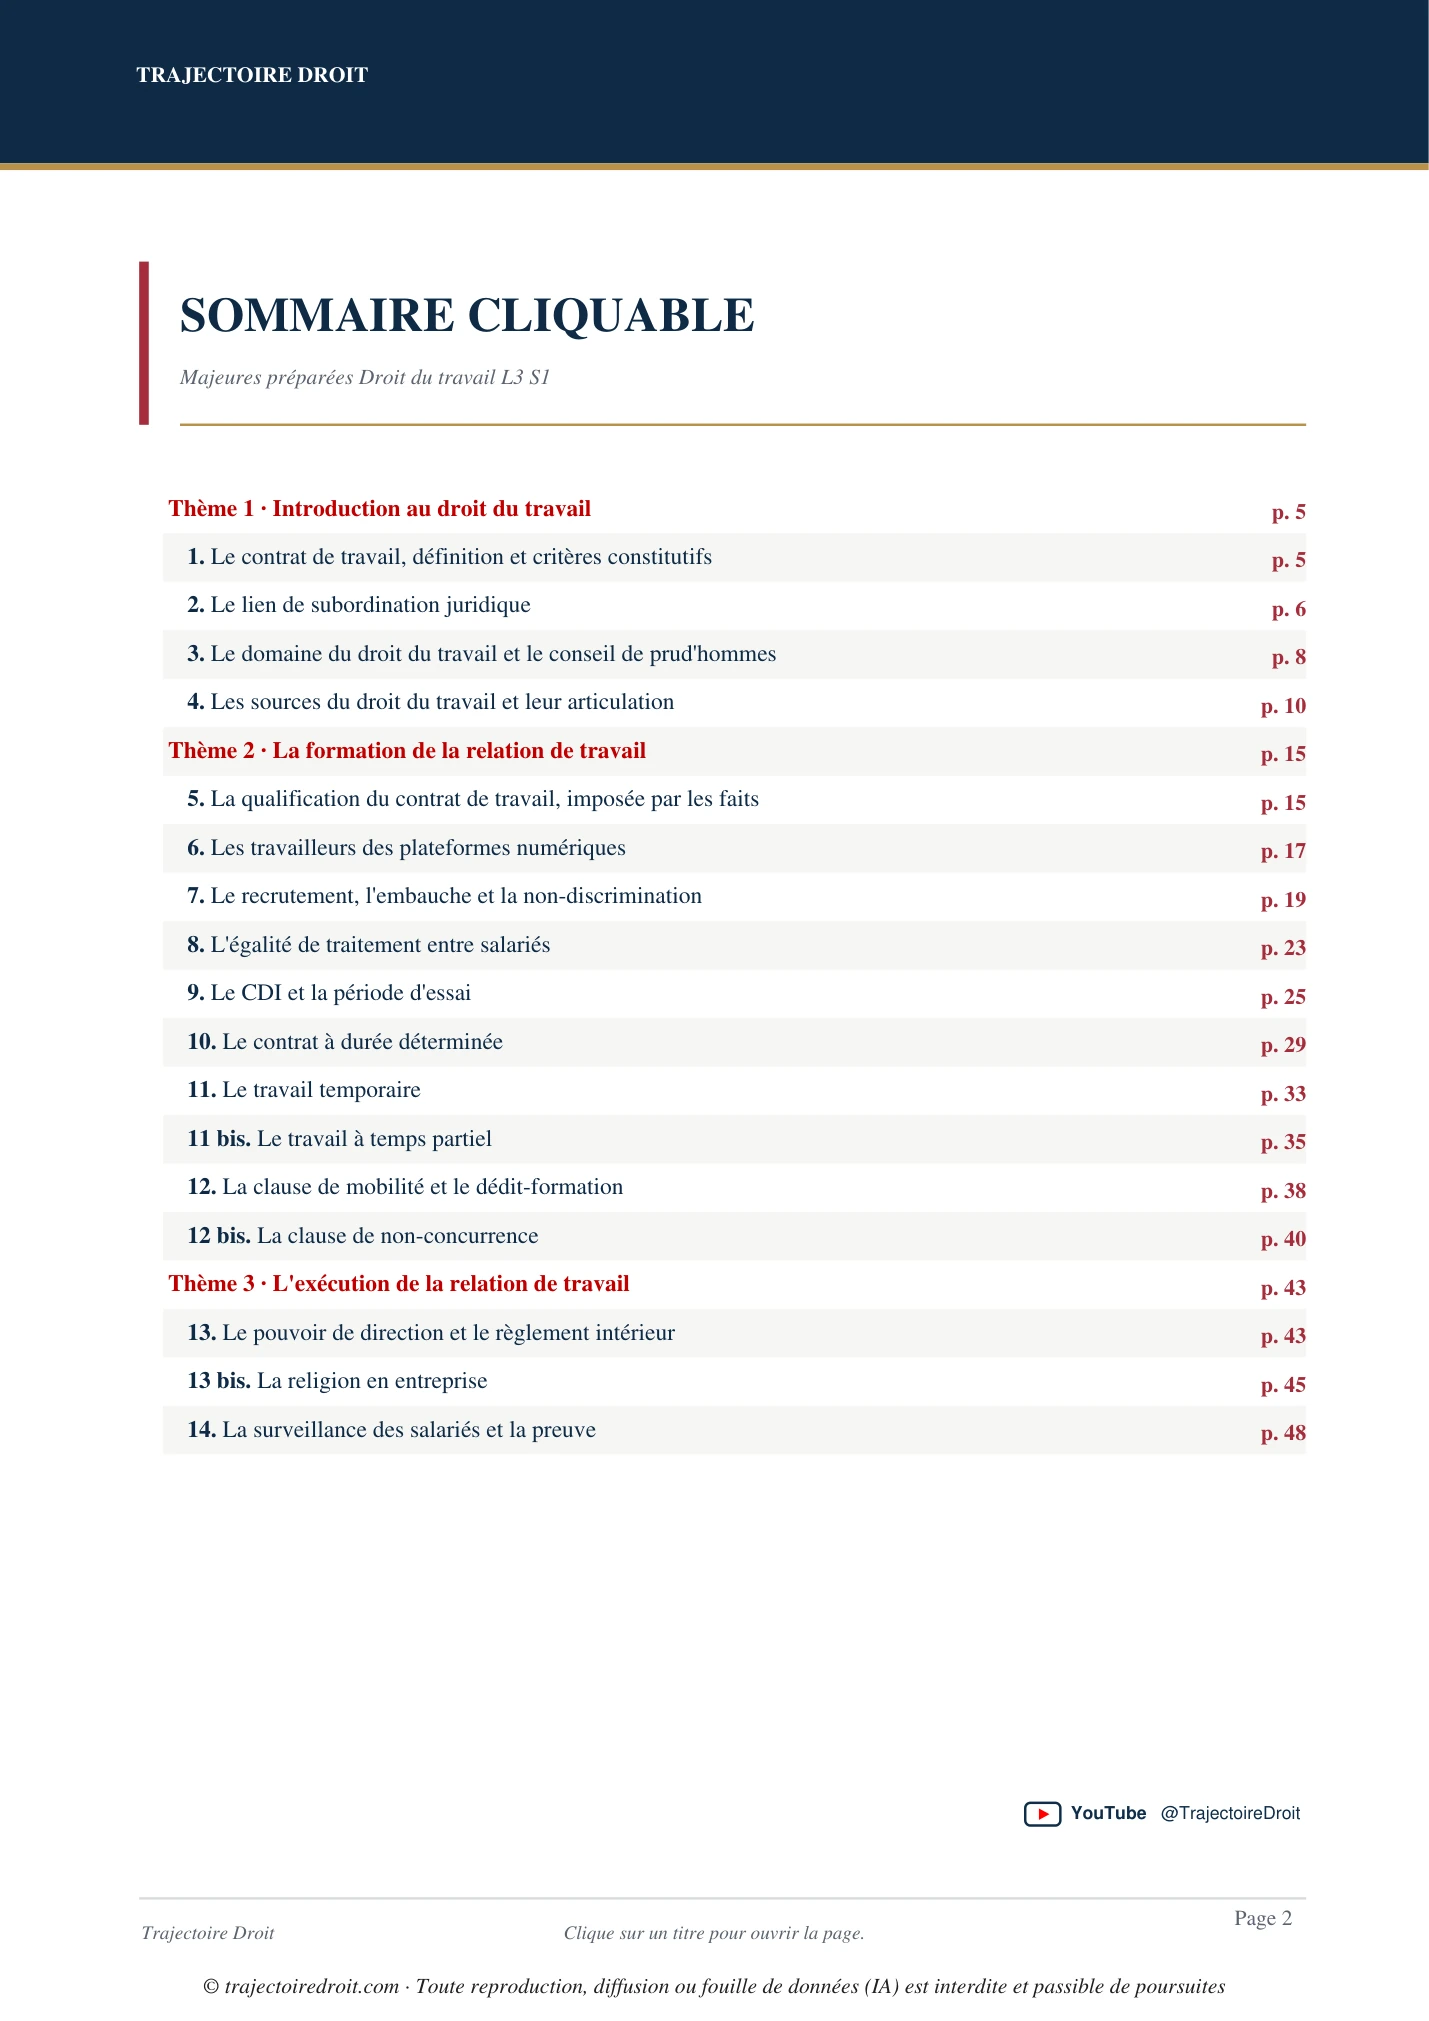 TRAJECTOIRE DROIT
SOMMAIRE CLIQUABLE
Majeures préparées Droit du travail L3 S1
Thème 1 · Introduction au droit du travail p. 5
1. Le contrat de travail, définition et critères constitutifs p. 5
2. Le lien de subordination juridique p. 6
3. Le domaine du droit du travail et le conseil de prud'hommes p. 8
4. Les sources du droit du travail et leur articulation p. 10
Thème 2 · La formation de la relation de travail p. 15
5. La qualification du contrat de travail, imposée par les faits p. 15
6. Les travailleurs des plateformes numériques p. 17
7. Le recrutement, l'embauche et la non-discrimination p. 19
8. L'égalité de traitement entre salariés p. 23
9. Le CDI et la période d'essai p. 25
10. Le contrat à durée déterminée p. 29
11. Le travail temporaire p. 33
11 bis. Le travail à temps partiel p. 35
12. La clause de mobilité et le dédit-formation p. 38
12 bis. La clause de non-concurrence p. 40
Thème 3 · L'exécution de la relation de travail p. 43
13. Le pouvoir de direction et le règlement intérieur p. 43
13 bis. La religion en entreprise p. 45
14. La surveillance des salariés et la preuve p. 48
YouTube @TrajectoireDroit
Trajectoire Droit Clique sur un titre pour ouvrir la page. Page 2
© trajectoiredroit.com · Toute reproduction, diffusion ou fouille de données (IA) est interdite et passible de poursuites